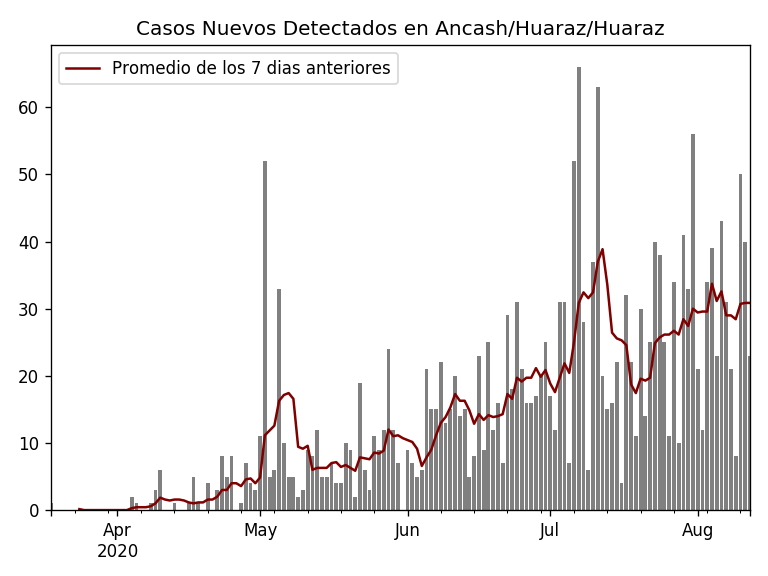 Casos Nuevos Detectados en Ancash/Huaraz/Huaraz
Promedio de los 7 dias anteriores
60
50
40
30
20
10
0
Apr
2020
May
Jun
Jul
Aug